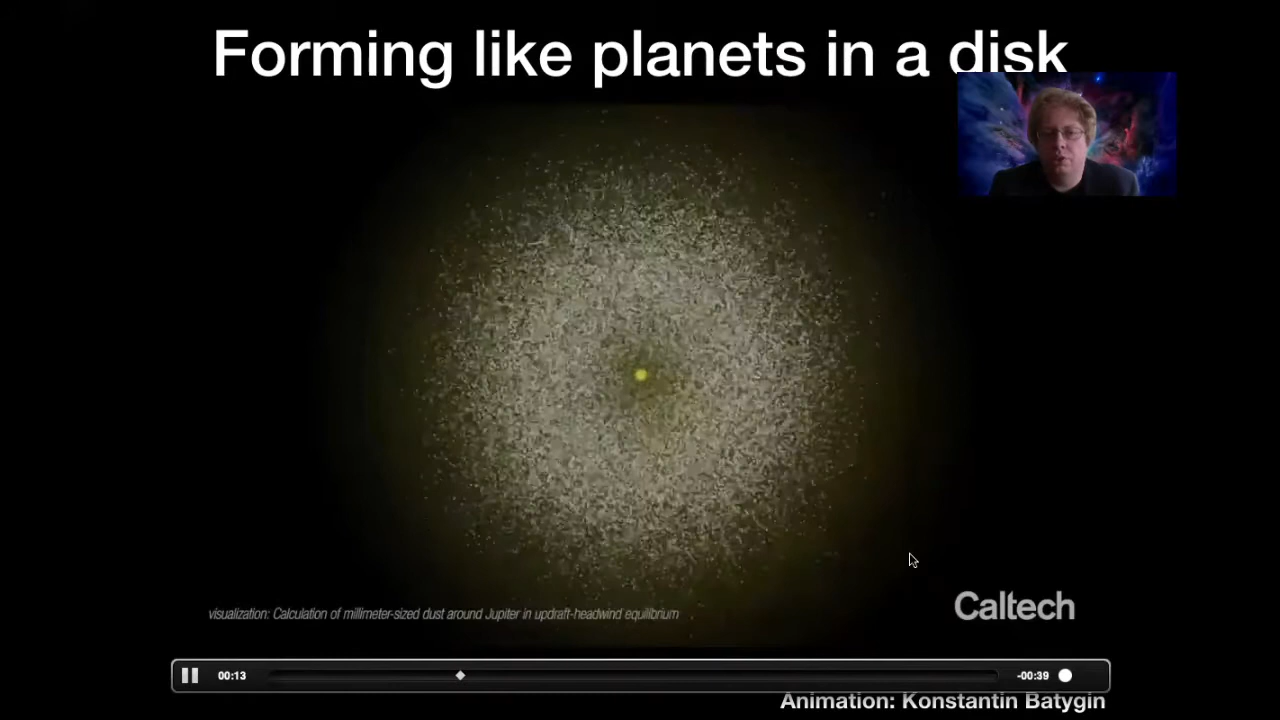 Forming like planets in a disk
visualization: Calculation of millimeter-sized dust around Jupiter in updraft-headwind equilibrium
Caltech
00:13
-00:39
Animation: Konstantin Batygin